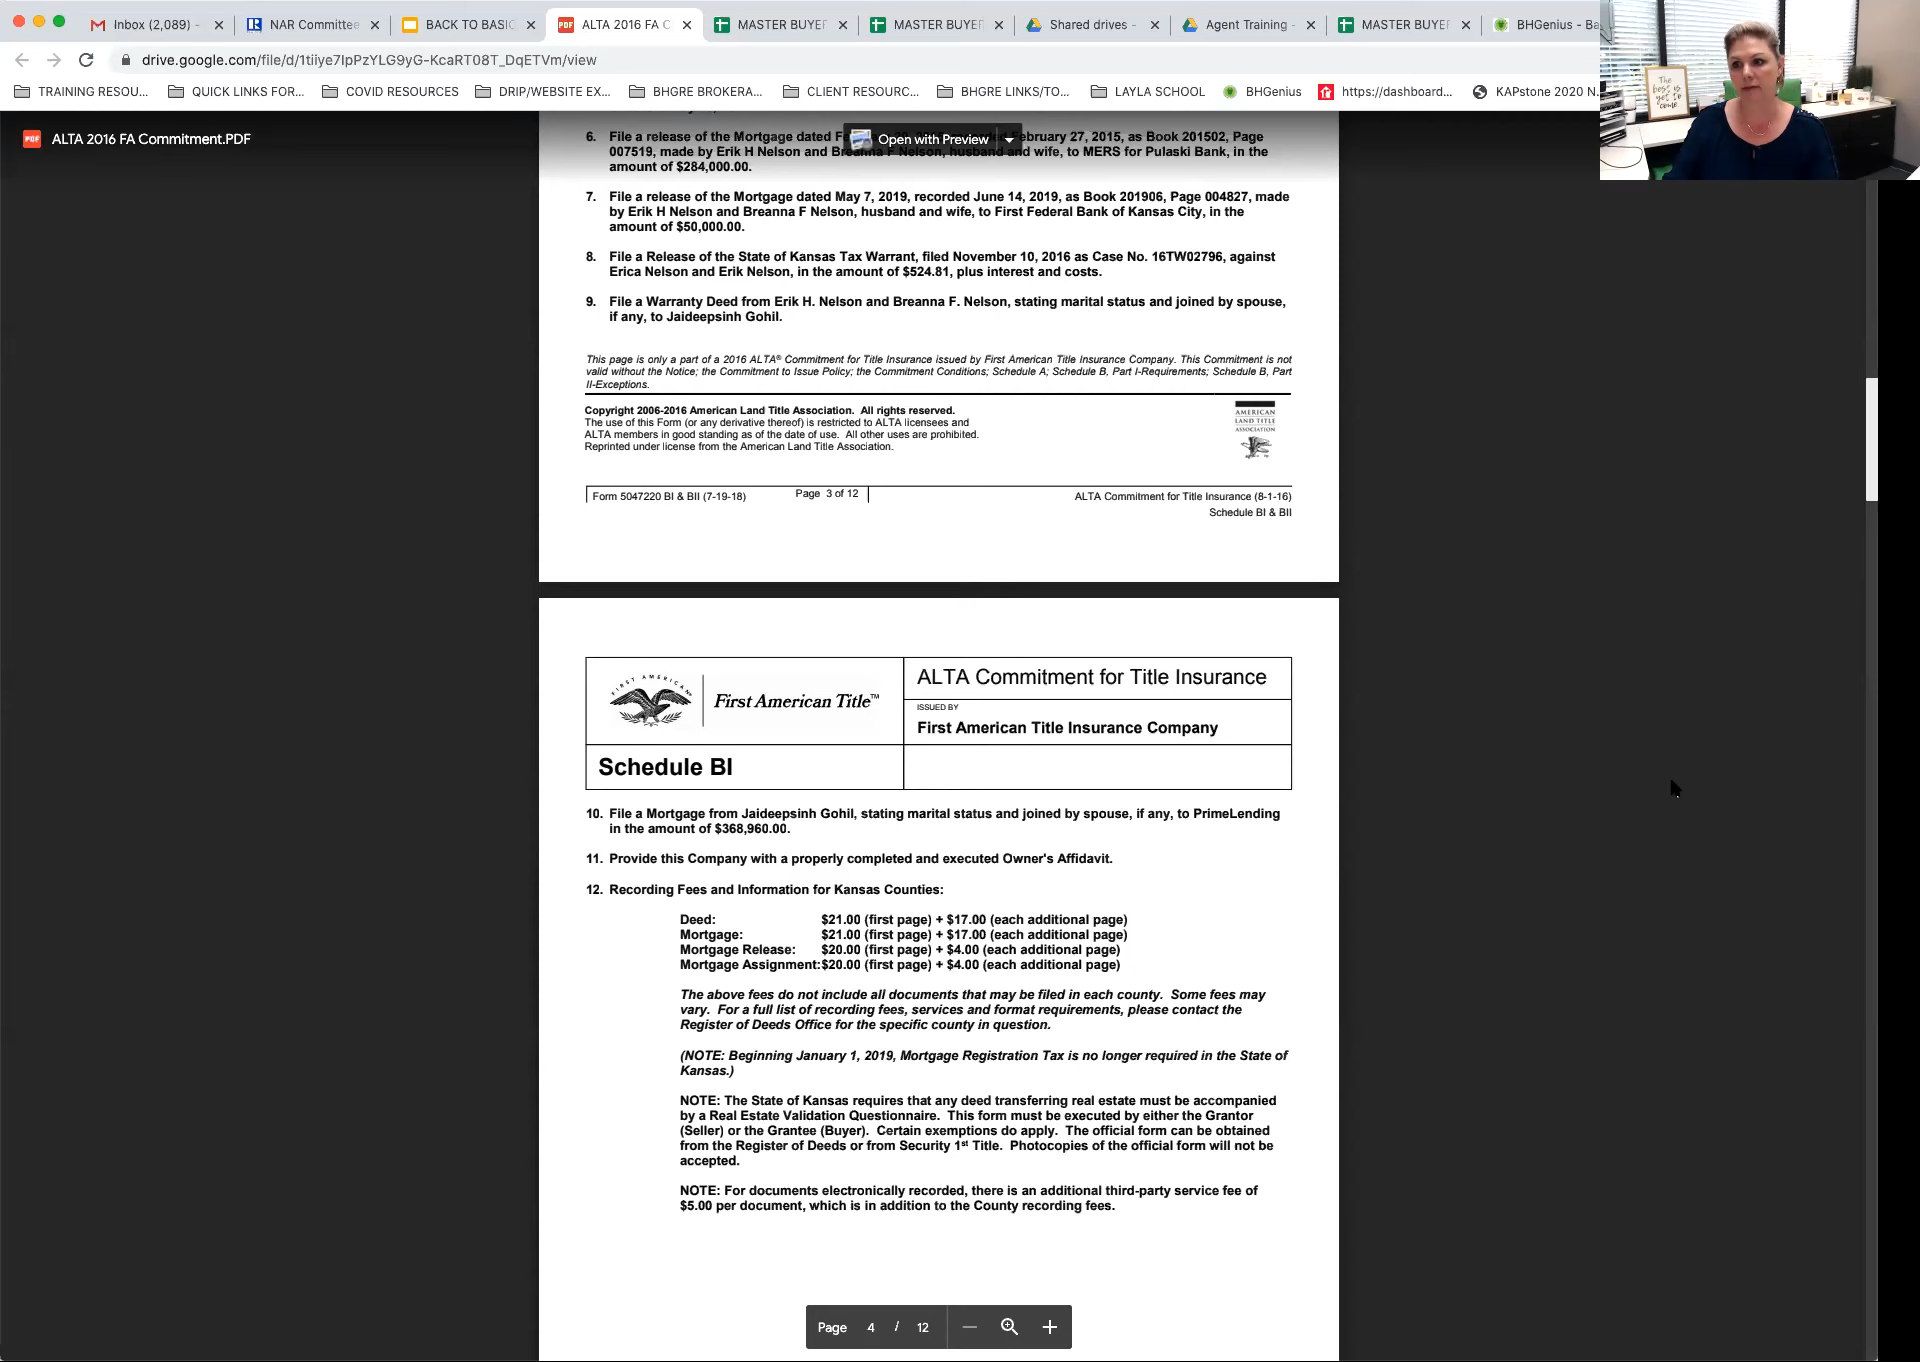 Inbox (2,089) -
NAR Committee
BACK TO BASIC
ALTA 2016 FA C
MASTER BUYER
MASTER BUYER
Shared drives -
Agent Training -
MASTER BUYER
BHGenius - Ba
drive.google.com/file/d/1tiiye7IpPzYLG9yG-KcaRT08T_DqETVm/view
TRAINING RESOU...
QUICK LINKS FOR...
COVID RESOURCES
DRIP/WEBSITE EX...
BHGRE BROKERA...
CLIENT RESOURC...
BHGRE LINKS/TO...
LAYLA SCHOOL
BHGenius
https://dashboard...
KAPstone 2020 N.
The
best is
yet to
come
PDF ALTA 2016 FA Commitment.PDF
Open with Preview
6. File a release of the Mortgage dated February 27, 2015, as Book 201502, Page
007519, made by Erik H Nelson and Breanna F Nelson, husband and wife, to MERS for Pulaski Bank, in the
amount of $284,000.00.
7. File a release of the Mortgage dated May 7, 2019, recorded June 14, 2019, as Book 201906, Page 004827, made
by Erik H Nelson and Breanna F Nelson, husband and wife, to First Federal Bank of Kansas City, in the
amount of $50,000.00.
8. File a Release of the State of Kansas Tax Warrant, filed November 10, 2016 as Case No. 16TW02796, against
Erica Nelson and Erik Nelson, in the amount of $524.81, plus interest and costs.
9. File a Warranty Deed from Erik H. Nelson and Breanna F. Nelson, stating marital status and joined by spouse,
if any, to Jaideepsinh Gohil.
This page is only a part of a 2016 ALTA® Commitment for Title Insurance issued by First American Title Insurance Company. This Commitment is not
valid without the Notice; the Commitment to Issue Policy; the Commitment Conditions; Schedule A; Schedule B, Part I-Requirements; Schedule B, Part
II-Exceptions.
Copyright 2006-2016 American Land Title Association. All rights reserved.
The use of this Form (or any derivative thereof) is restricted to ALTA licensees and
ALTA members in good standing as of the date of use. All other uses are prohibited.
Reprinted under license from the American Land Title Association.
AMERICAN
LAND TITLE
ASSOCIATION
Form 5047220 BI & BII (7-19-18)
Page 3 of 12
ALTA Commitment for Title Insurance (8-1-16)
Schedule BI & BII
FIRST AMERICAN
First American Title™
ALTA Commitment for Title Insurance
ISSUED BY
First American Title Insurance Company
Schedule BI
10. File a Mortgage from Jaideepsinh Gohil, stating marital status and joined by spouse, if any, to PrimeLending
in the amount of $368,960.00.
11. Provide this Company with a properly completed and executed Owner's Affidavit.
12. Recording Fees and Information for Kansas Counties:
Deed: $21.00 (first page) + $17.00 (each additional page)
Mortgage: $21.00 (first page) + $17.00 (each additional page)
Mortgage Release: $20.00 (first page) + $4.00 (each additional page)
Mortgage Assignment:$20.00 (first page) + $4.00 (each additional page)
The above fees do not include all documents that may be filed in each county. Some fees may
vary. For a full list of recording fees, services and format requirements, please contact the
Register of Deeds Office for the specific county in question.
(NOTE: Beginning January 1, 2019, Mortgage Registration Tax is no longer required in the State of
Kansas.)
NOTE: The State of Kansas requires that any deed transferring real estate must be accompanied
by a Real Estate Validation Questionnaire. This form must be executed by either the Grantor
(Seller) or the Grantee (Buyer). Certain exemptions do apply. The official form can be obtained
from the Register of Deeds or from Security 1st Title. Photocopies of the official form will not be
accepted.
NOTE: For documents electronically recorded, there is an additional third-party service fee of
$5.00 per document, which is in addition to the County recording fees.
Page 4 / 12